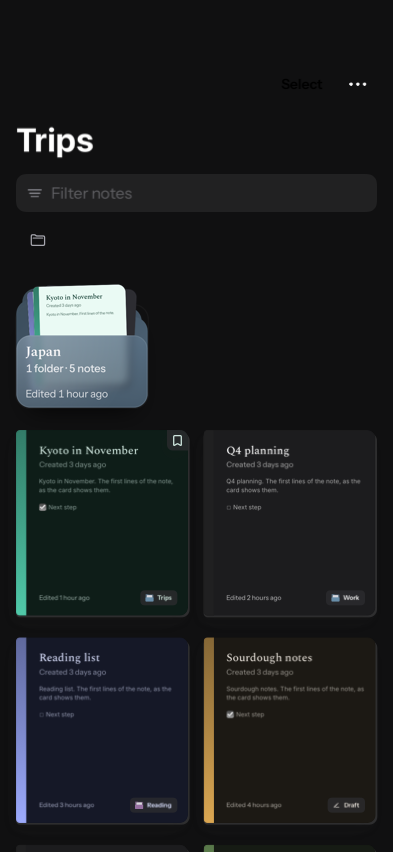 Select
Trips
Filter notes
Kyoto in November
Created 3 days ago
Kyoto in November. First lines of the note,
Japan
1 folder · 5 notes
Edited 1 hour ago
Kyoto in November
Created 3 days ago
Kyoto in November. The first lines of the note,
as the card shows them.
☑ Next step
Edited 1 hour ago
Trips
Q4 planning
Created 3 days ago
Q4 planning. The first lines of the note, as the
card shows them.
□ Next step
Edited 2 hours ago
Work
Reading list
Created 3 days ago
Reading list. The first lines of the note, as the
card shows them.
□ Next step
Edited 3 hours ago
Reading
Sourdough notes
Created 3 days ago
Sourdough notes. The first lines of the note, as
the card shows them.
☑ Next step
Edited 4 hours ago
Draft